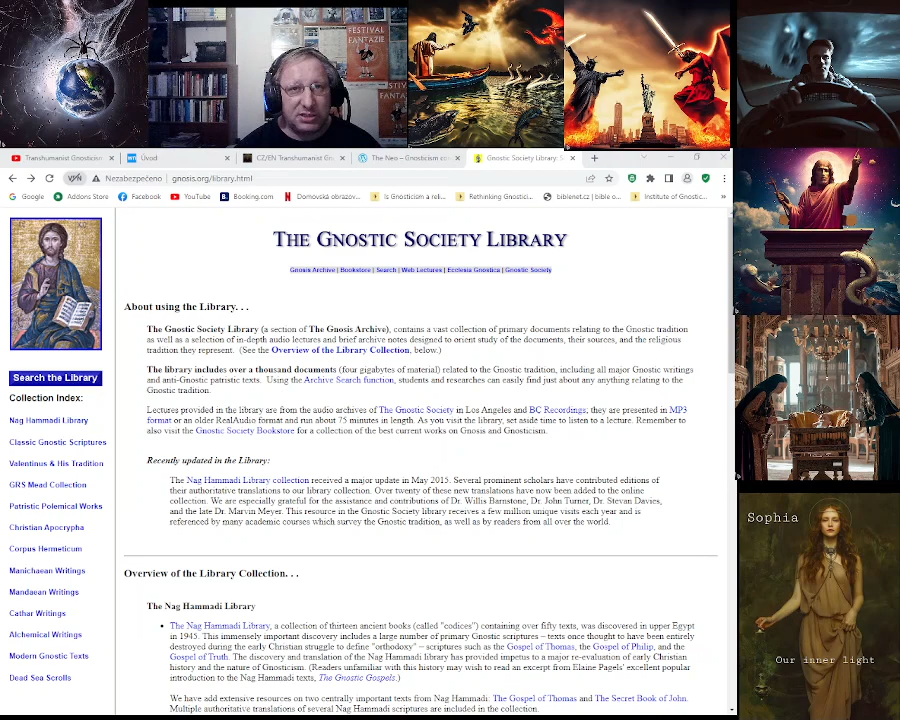 FESTIVAL
FANTAZIE
FANTA
Transhumanist Gnosticism
Úvod
CZ/EN Transhumanist Gn
The Neo – Gnosticism.co
Gnostic Society Library: S
Nezabezpečeno | gnosis.org/library.html
Google
Addons Store
Facebook
YouTube
Booking.com
Domovská obrazov...
Is Gnosticism a reli...
Rethinking Gnostici...
biblenet.cz | bible o...
Institute of Gnostic...
»
The Gnostic Society Library
Gnosis Archive | Bookstore | Search | Web Lectures | Ecclesia Gnostica | Gnostic Society
About using the Library. . .
The Gnostic Society Library (a section of The Gnosis Archive), contains a vast collection of primary documents relating to the Gnostic tradition
as well as a selection of in-depth audio lectures and brief archive notes designed to orient study of the documents, their sources, and the religious
tradition they represent. (See the Overview of the Library Collection, below.)
The library includes over a thousand documents (four gigabytes of material) related to the Gnostic tradition, including all major Gnostic writings
and anti-Gnostic patristic texts. Using the Archive Search function, students and researches can easily find just about any anything relating to the
Gnostic tradition.
Lectures provided in the library are from the audio archives of The Gnostic Society in Los Angeles and BC Recordings; they are presented in MP3
format or an older RealAudio format and run about 75 minutes in length. As you visit the library, set aside time to listen to a lecture. Remember to
also visit the Gnostic Society Bookstore for a collection of the best current works on Gnosis and Gnosticism.
Recently updated in the Library:
The Nag Hammadi Library collection received a major update in May 2015. Several prominent scholars have contributed editions of
their authoritative translations to our library collection. Over twenty of these new translations have now been added to the online
collection. We are especially grateful for the assistance and contributions of Dr. Willis Barnstone, Dr. John Turner, Dr. Stevan Davies,
and the late Dr. Marvin Meyer. This resource in the Gnostic Society library receives a few million unique visits each year and is
referenced by many academic courses which survey the Gnostic tradition, as well as by readers from all over the world.
Overview of the Library Collection. . .
The Nag Hammadi Library
• The Nag Hammadi Library, a collection of thirteen ancient books (called "codices") containing over fifty texts, was discovered in upper Egypt
in 1945. This immensely important discovery includes a large number of primary Gnostic scriptures – texts once thought to have been entirely
destroyed during the early Christian struggle to define "orthodoxy" – scriptures such as the Gospel of Thomas, the Gospel of Philip, and the
Gospel of Truth. The discovery and translation of the Nag Hammadi library has provided impetus to a major re-evaluation of early Christian
history and the nature of Gnosticism. (Readers unfamiliar with this history may wish to read an excerpt from Elaine Pagels' excellent popular
introduction to the Nag Hammadi texts, The Gnostic Gospels.)
We have add extensive resources on two centrally important texts from Nag Hammadi: The Gospel of Thomas and The Secret Book of John.
Multiple authoritative translations of several Nag Hammadi scriptures are included in the collection.
Search the Library
Collection Index:
Nag Hammadi Library
Classic Gnostic Scriptures
Valentinus & His Tradition
GRS Mead Collection
Patristic Polemical Works
Christian Apocrypha
Corpus Hermeticum
Manichaean Writings
Mandaean Writings
Cathar Writings
Alchemical Writings
Modern Gnostic Texts
Dead Sea Scrolls
Sophia
Our inner light